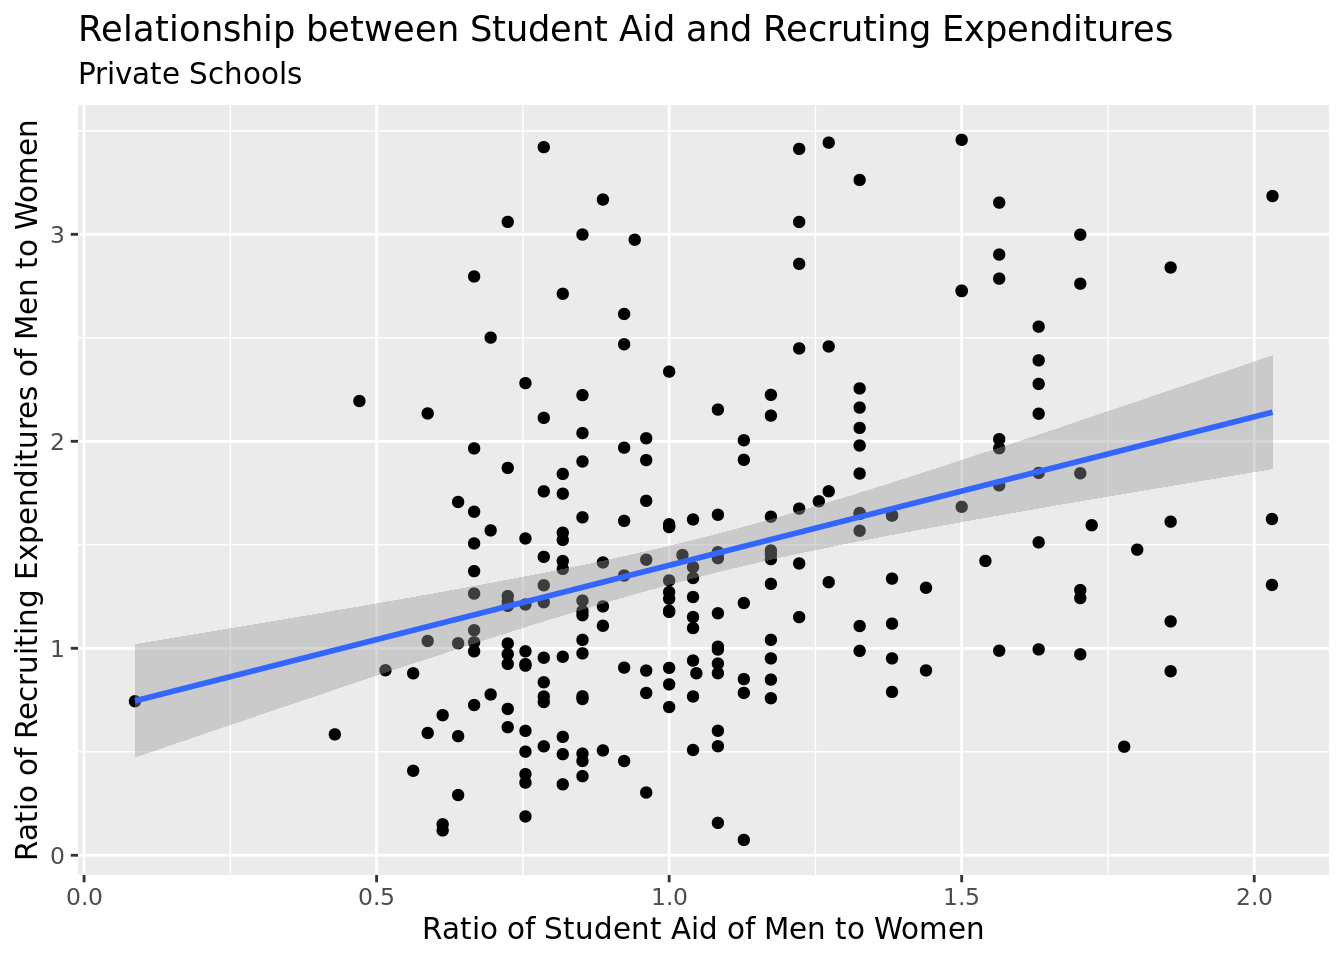 Relationship between Student Aid and Recruting Expenditures
Private Schools
Ratio of Recruiting Expenditures of Men to Women
3
2
1
0
0.0 0.5 1.0 1.5 2.0
Ratio of Student Aid of Men to Women